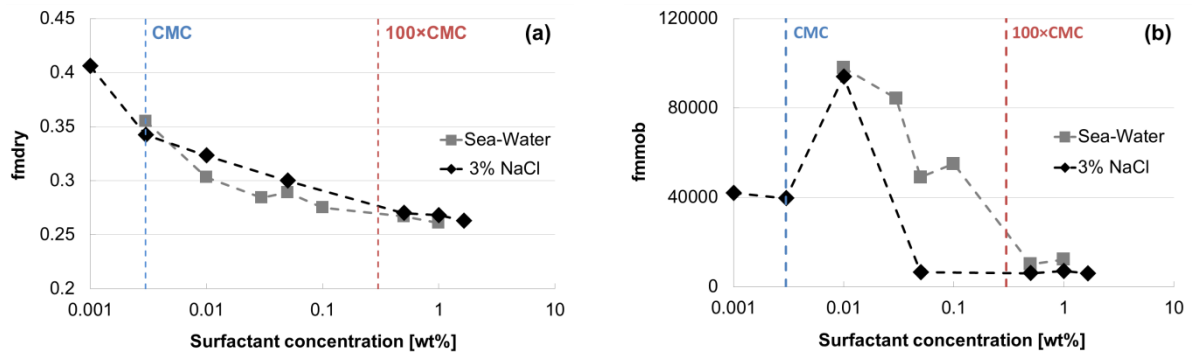 0.45
CMC
100×CMC
(a)
0.4
0.35
0.3
0.25
0.2
fmdry
Sea-Water
3% NaCl
0.001
0.01
0.1
1
10
Surfactant concentration [wt%]
120000
CMC
100×CMC
(b)
80000
40000
0
fmmob
Sea-Water
3% NaCl
0.001
0.01
0.1
1
10
Surfactant concentration [wt%]